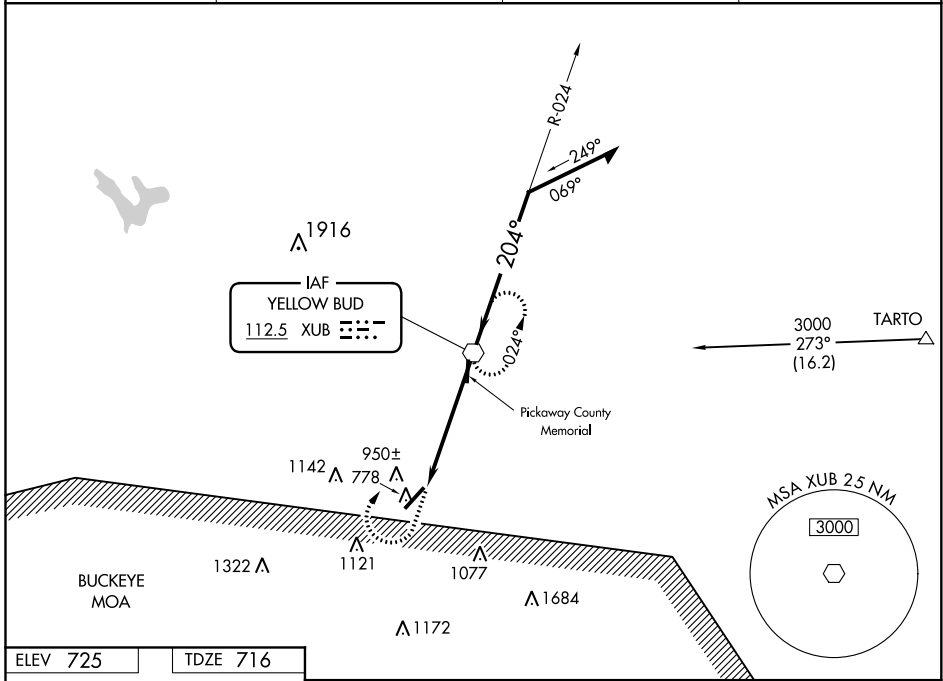 R-024
249°
069°
1916
204°
IAF
YELLOW BUD
112.5 XUB
024°
3000
273°
(16.2)
TARTO
Pickaway County
Memorial
950±
1142
778
MSA XUB 25 NM
3000
1322
1121
1077
BUCKEYE
MOA
1684
1172
ELEV 725
TDZE 716